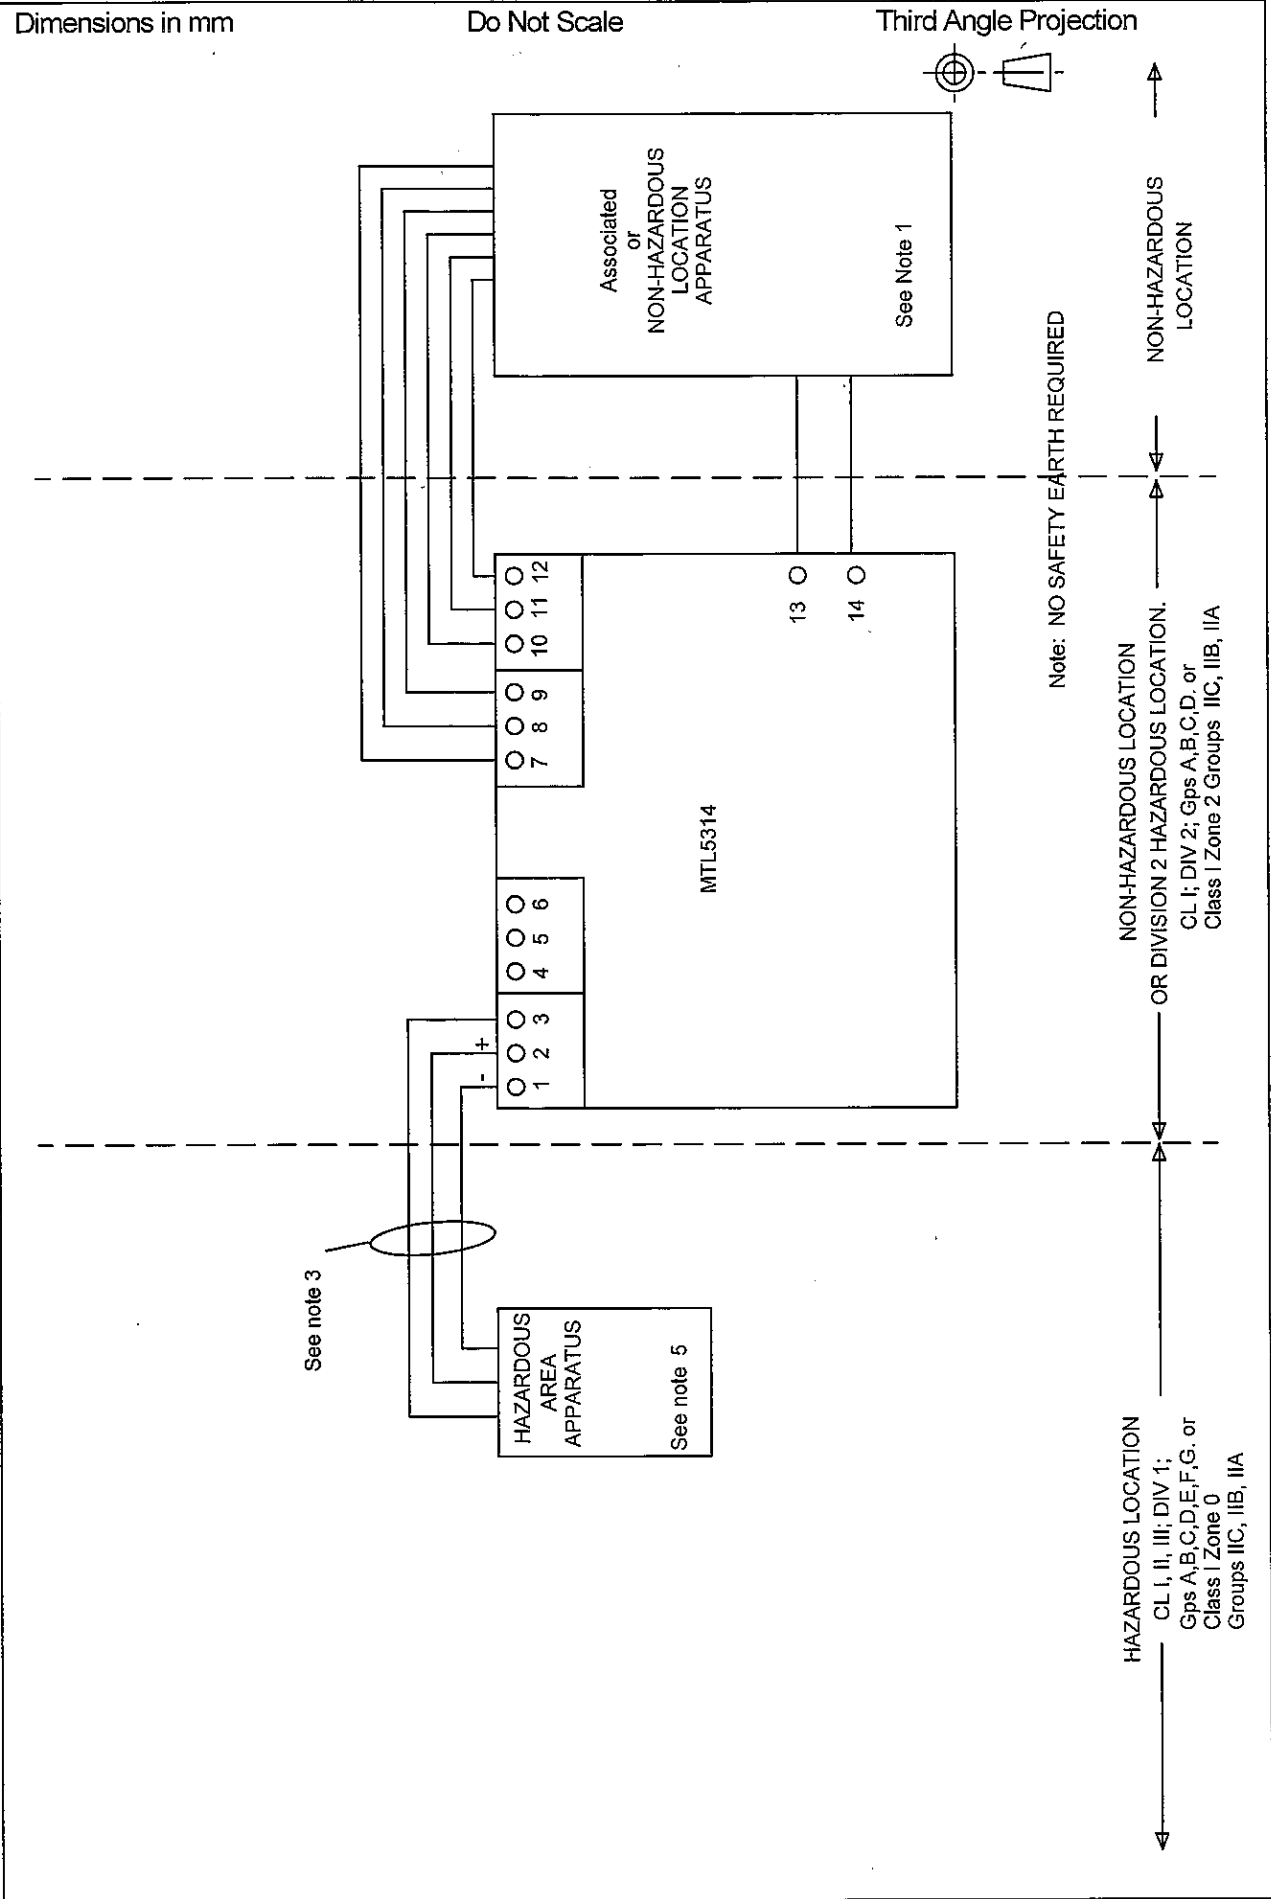 Dimensions in mm
Do Not Scale
Third Angle Projection
See note 3
HAZARDOUS
AREA
APPARATUS
See note 5
-
+
1 2 3 4 5 6
7 8 9 10 11 12
MTL5314
13
14
Associated
or
NON-HAZARDOUS
LOCATION
APPARATUS
See Note 1
Note: NO SAFETY EARTH REQUIRED
HAZARDOUS LOCATION
CL I, II, III; DIV 1;
Gps A,B,C,D,E,F,G. or
Class I Zone 0
Groups IIC, IIB, IIA
NON-HAZARDOUS LOCATION
OR DIVISION 2 HAZARDOUS LOCATION.
CL I; DIV 2; Gps A,B,C,D. or
Class I Zone 2 Groups IIC, IIB, IIA
NON-HAZARDOUS
LOCATION